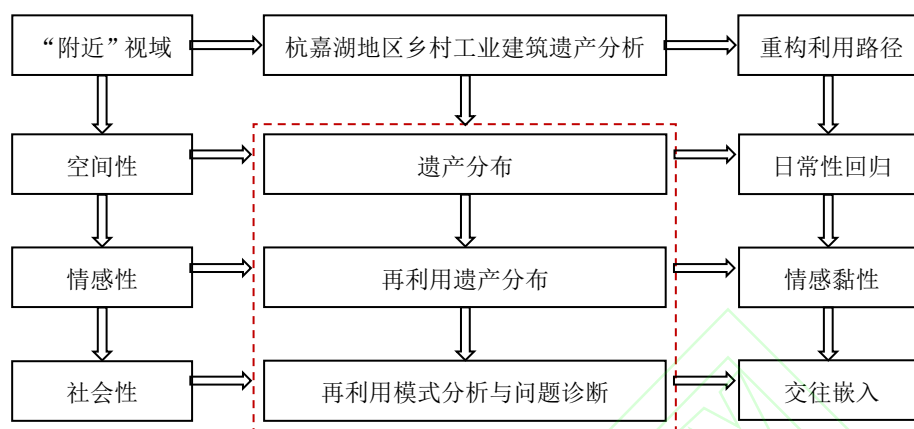 “附近”视域
杭嘉湖地区乡村工业建筑遗产分析
重构利用路径
空间性
遗产分布
日常性回归
情感性
再利用遗产分布
情感黏性
社会性
再利用模式分析与问题诊断
交往嵌入